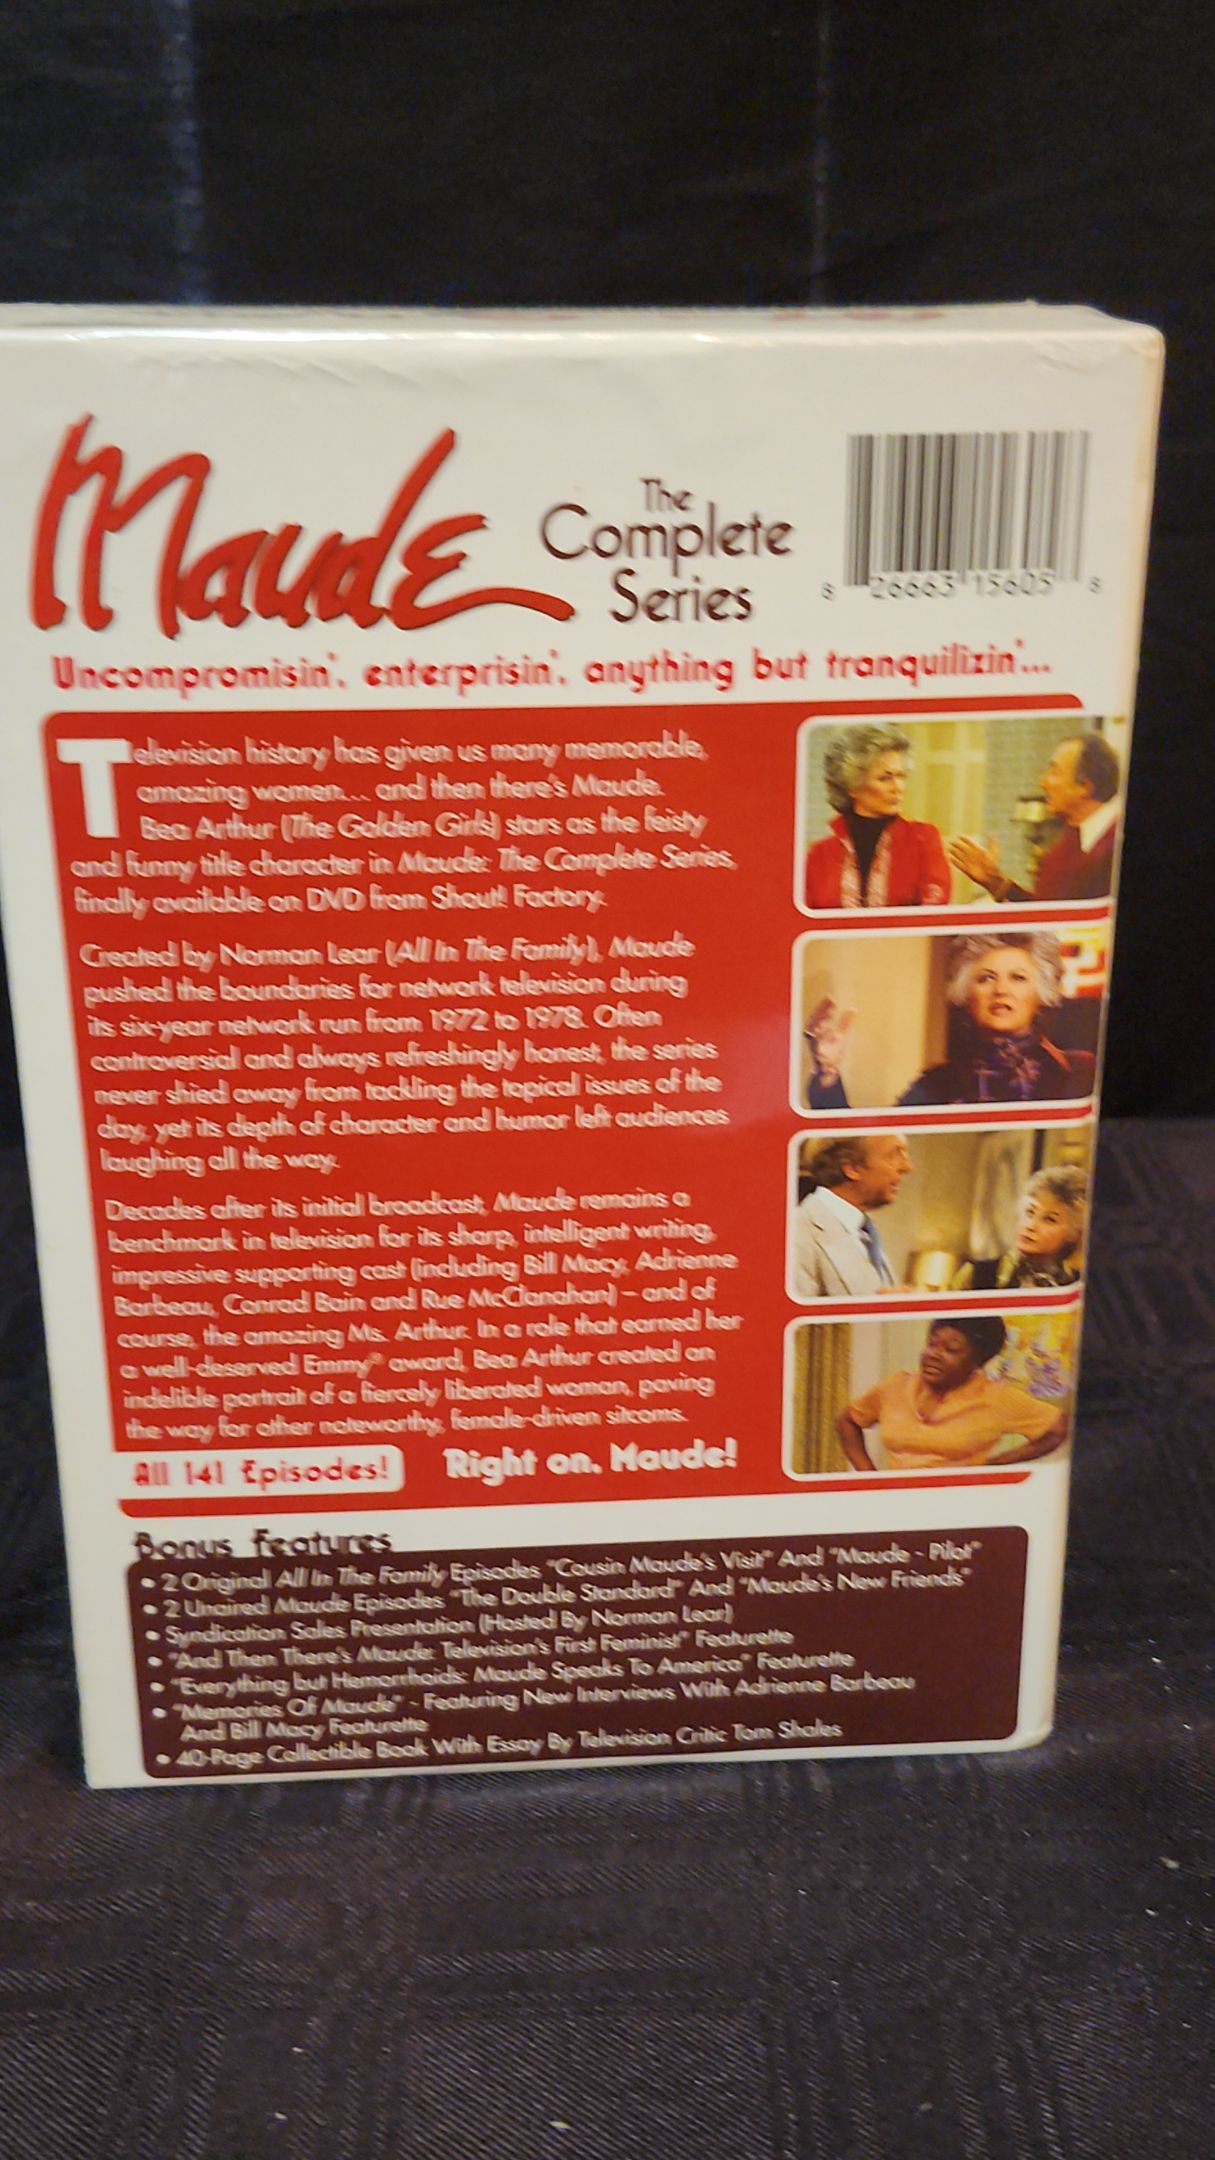 Maude
The
Complete
Series
8 26663 15605 8
Uncompromisin', enterprisin', anything but tranquilizin'...
Television history has given us many memorable,
amazing women... and then there's Maude.
Bea Arthur (The Golden Girls) stars as the feisty
and funny title character in Maude: The Complete Series,
finally available on DVD from Shout! Factory.
Created by Norman Lear (All In The Family), Maude
pushed the boundaries for network television during
its six-year network run from 1972 to 1978. Often
controversial and always refreshingly honest, the series
never shied away from tackling the topical issues of the
day, yet its depth of character and humor left audiences
laughing all the way.
Decades after its initial broadcast, Maude remains a
benchmark in television for its sharp, intelligent writing,
impressive supporting cast (including Bill Macy, Adrienne
Barbeau, Conrad Bain and Rue McClanahan) – and of
course, the amazing Ms. Arthur. In a role that earned her
a well-deserved Emmy® award, Bea Arthur created an
indelible portrait of a fiercely liberated woman, paving
the way for other noteworthy, female-driven sitcoms.
All 141 Episodes!
Right on, Maude!
Bonus Features
• 2 Original All In The Family Episodes "Cousin Maude's Visit" And "Maude - Pilot"
• 2 Unaired Maude Episodes "The Double Standard" And "Maude's New Friends"
• Syndication Sales Presentation (Hosted By Norman Lear)
• "And Then There's Maude: Television's First Feminist" Featurette
• "Everything but Hemorrhoids: Maude Speaks To America" Featurette
• "Memories Of Maude" - Featuring New Interviews With Adrienne Barbeau
And Bill Macy Featurette
• 40-Page Collectible Book With Essay By Television Critic Tom Shales